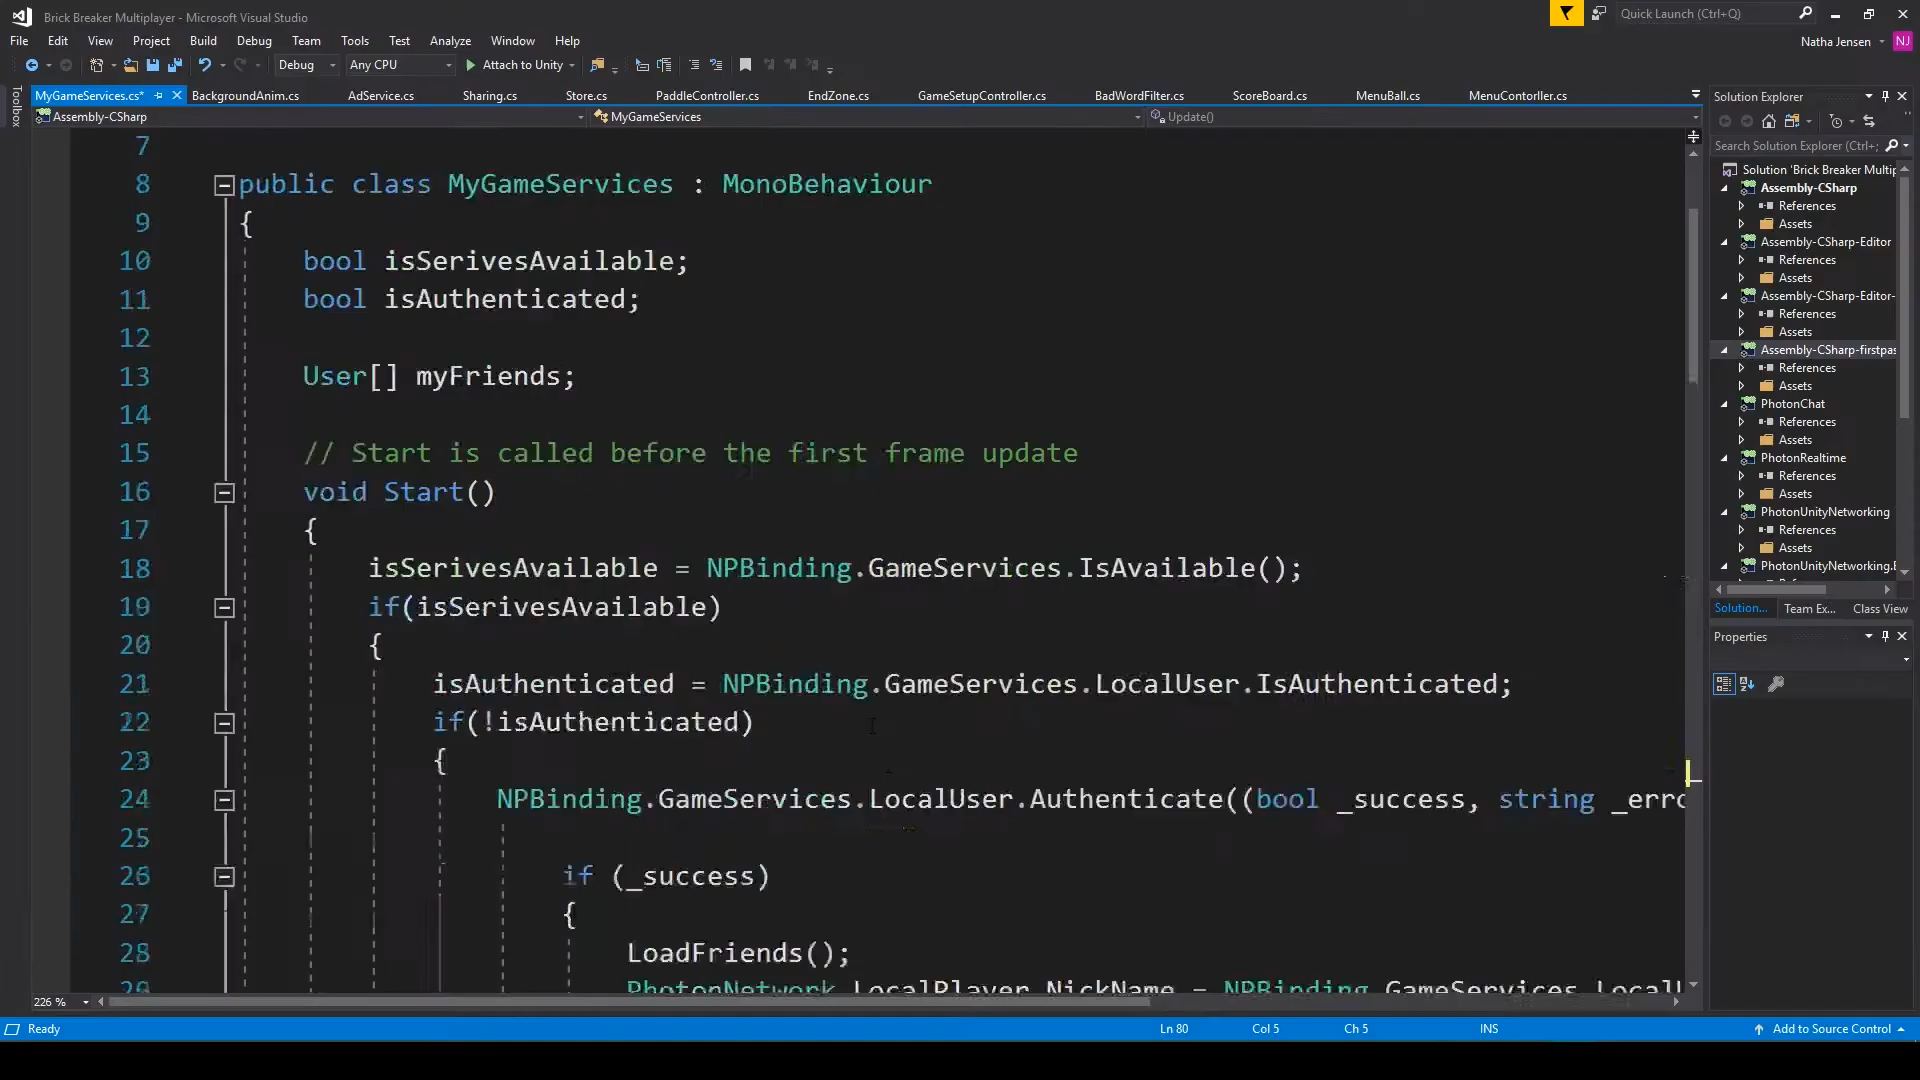 Brick Breaker Multiplayer - Microsoft Visual Studio
Quick Launch (Ctrl+Q)
File Edit View Project Build Debug Team Tools Test Analyze Window Help
Natha Jensen NJ
Debug Any CPU Attach to Unity
Toolbox
MyGameServices.cs* BackgroundAnim.cs AdService.cs Sharing.cs Store.cs PaddleController.cs EndZone.cs GameSetupController.cs BadWordFilter.cs ScoreBoard.cs MenuBall.cs MenuContorller.cs
Assembly-CSharp MyGameServices Update()
7
8 public class MyGameServices : MonoBehaviour
9 {
10 bool isSerivesAvailable;
11 bool isAuthenticated;
12
13 User[] myFriends;
14
15 // Start is called before the first frame update
16 void Start()
17 {
18 isSerivesAvailable = NPBinding.GameServices.IsAvailable();
19 if(isSerivesAvailable)
20 {
21 isAuthenticated = NPBinding.GameServices.LocalUser.IsAuthenticated;
22 if(!isAuthenticated)
23 {
24 NPBinding.GameServices.LocalUser.Authenticate((bool _success, string _erro
25
26 if (_success)
27 {
28 LoadFriends();
29 PhotonNetwork.LocalPlayer.NickName = NPBinding.GameServices.LocalU
226 %
Solution Explorer
Search Solution Explorer (Ctrl+;
Solution 'Brick Breaker Multip
Assembly-CSharp
References
Assets
Assembly-CSharp-Editor
References
Assets
Assembly-CSharp-Editor-
References
Assets
Assembly-CSharp-firstpas
References
Assets
PhotonChat
References
Assets
PhotonRealtime
References
Assets
PhotonUnityNetworking
References
Assets
PhotonUnityNetworking.
Solution... Team Ex... Class View
Properties
Ready Ln 80 Col 5 Ch 5 INS Add to Source Control